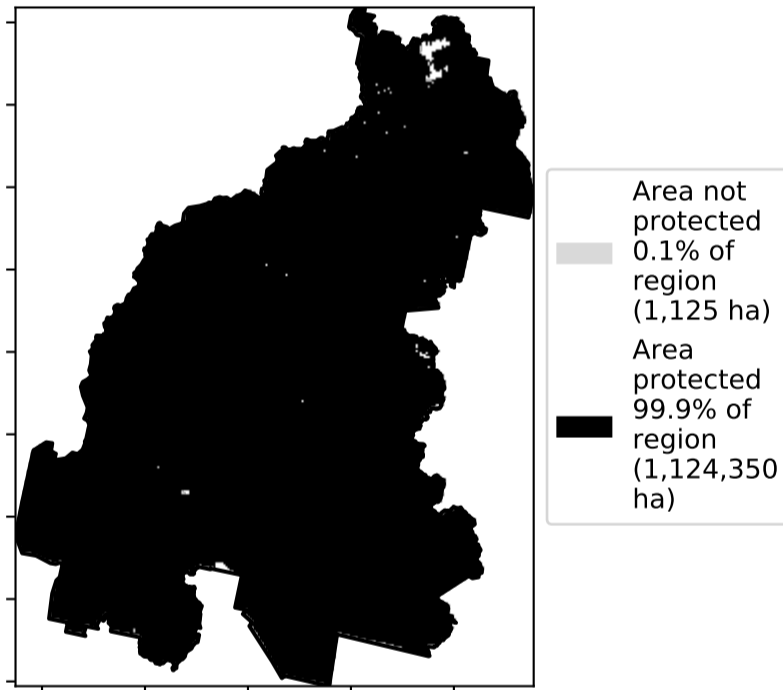 Area not
protected
0.1% of
region
(1,125 ha)
Area
protected
99.9% of
region
(1,124,350
ha)